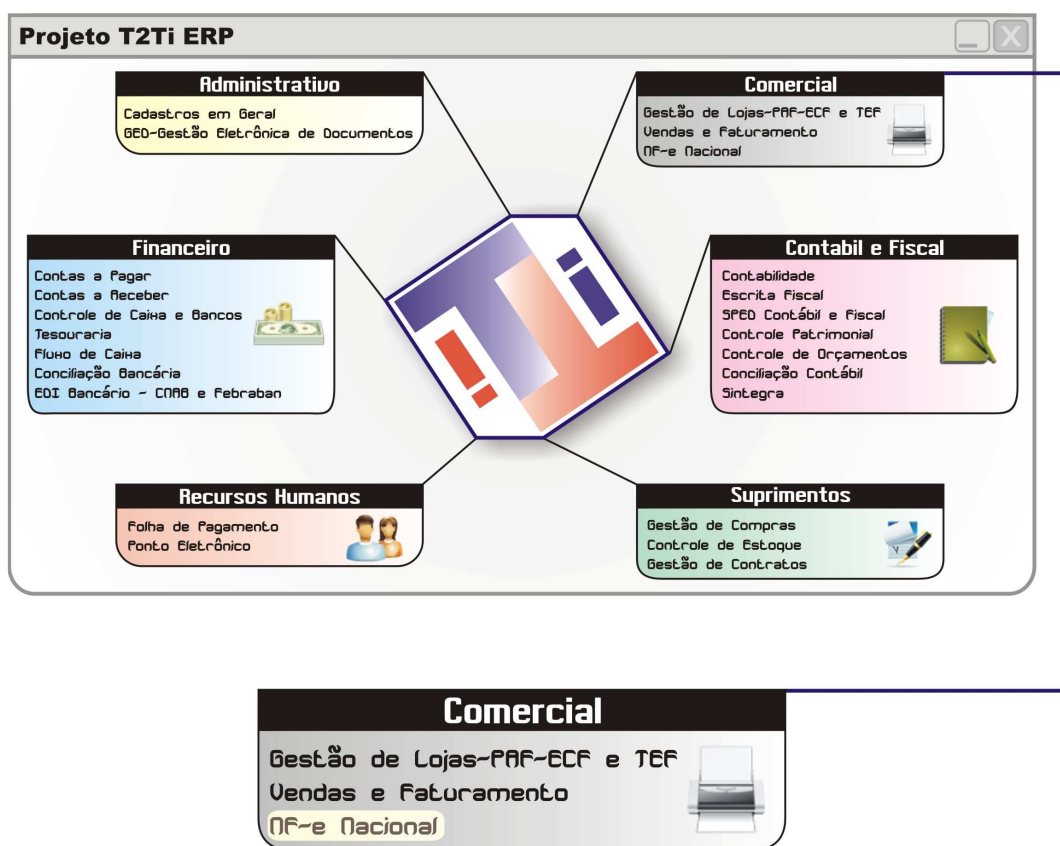 Projeto T2Ti ERP
Administrativo
Cadastros em Geral
GED-Gestão Eletrônica de Documentos
Comercial
Gestão de Lojas-PAF-ECF e TEF
Vendas e Faturamento
NF-e Nacional
Financeiro
Contas a Pagar
Contas a Receber
Controle de Caixa e Bancos
Tesouraria
Fluxo de Caixa
Conciliação Bancária
EDI Bancário - CNAB e Febraban
Contabil e Fiscal
Contabilidade
Escrita Fiscal
SPED Contábil e Fiscal
Controle Patrimonial
Controle de Orçamentos
Conciliação Contábil
Sintegra
Recursos Humanos
Folha de Pagamento
Ponto Eletrônico
Suprimentos
Gestão de Compras
Controle de Estoque
Gestão de Contratos
Comercial
Gestão de Lojas-PAF-ECF e TEF
Vendas e Faturamento
NF-e Nacional